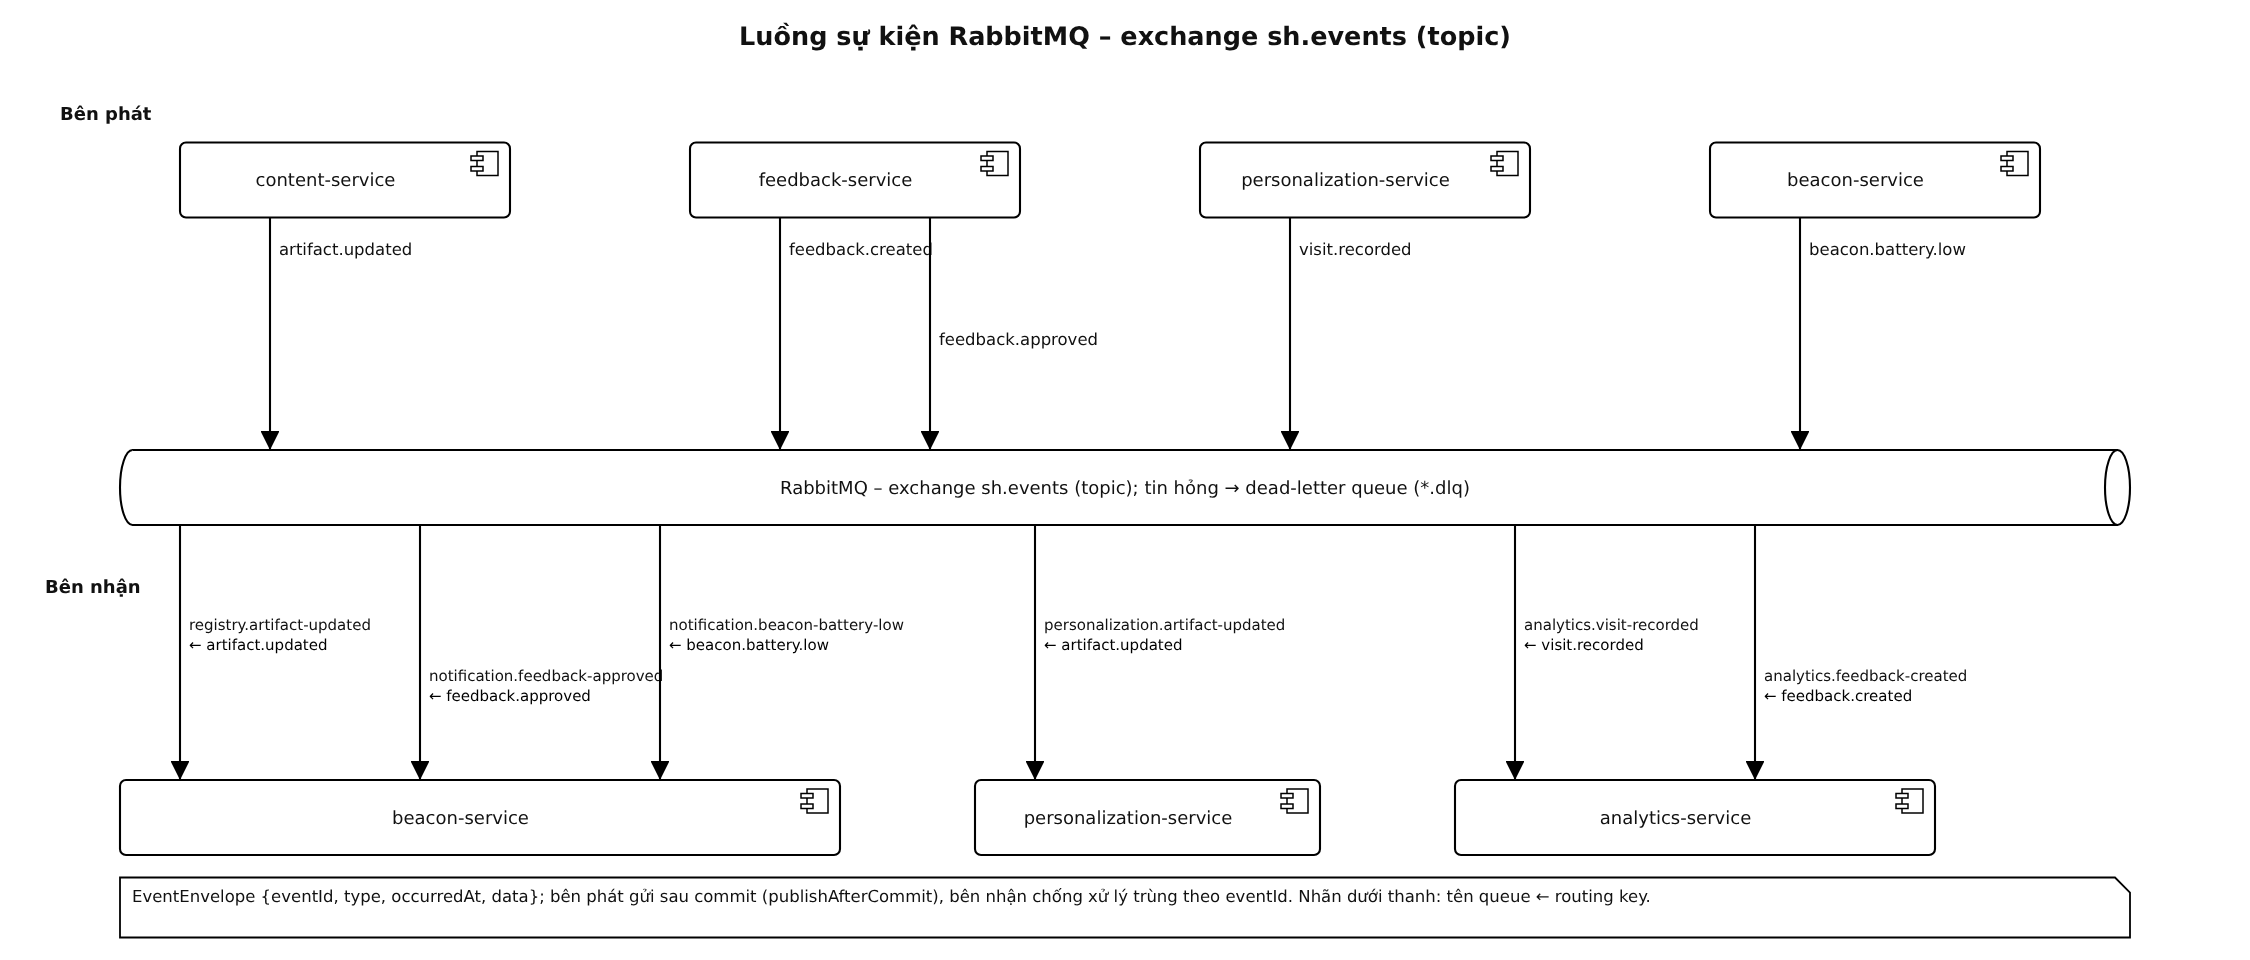 Luồng sự kiện RabbitMQ – exchange sh.events (topic)
Bên phát
content-service
feedback-service
personalization-service
beacon-service
artifact.updated
feedback.created
visit.recorded
beacon.battery.low
feedback.approved
RabbitMQ – exchange sh.events (topic); tin hỏng → dead-letter queue (*.dlq)
Bên nhận
registry.artifact-updated
← artifact.updated
notification.feedback-approved
← feedback.approved
notification.beacon-battery-low
← beacon.battery.low
personalization.artifact-updated
← artifact.updated
analytics.visit-recorded
← visit.recorded
analytics.feedback-created
← feedback.created
beacon-service
personalization-service
analytics-service
EventEnvelope {eventId, type, occurredAt, data}; bên phát gửi sau commit (publishAfterCommit), bên nhận chống xử lý trùng theo eventId. Nhãn dưới thanh: tên queue ← routing key.